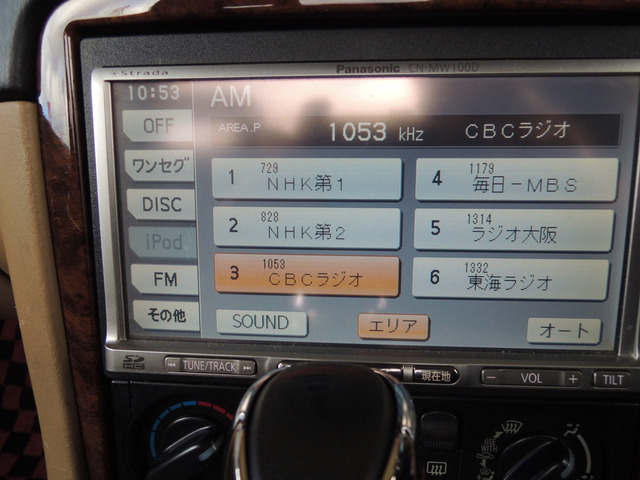 Strada
Panasonic CN-MW100D
10:53
AM
OFF
AREA.P 1053 kHz CBCラジオ
ワンセグ
1 729 NHK第1
4 1179 毎日-MBS
DISC
2 828 NHK第2
5 1314 ラジオ大阪
iPod
3 1053 CBCラジオ
6 1332 東海ラジオ
FM
その他
SOUND
エリア
オート
SD HC
TUNE/TRACK
現在地
- VOL +
TILT
USE WITH